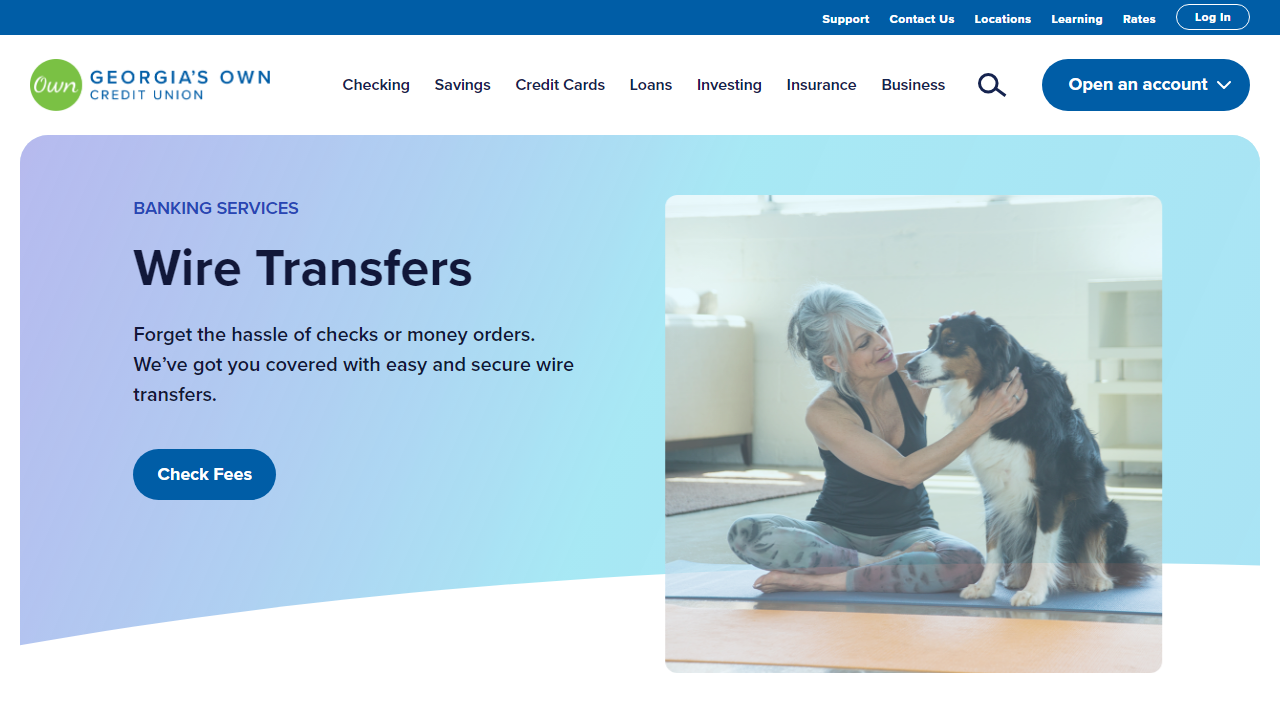 Support Contact Us Locations Learning Rates Log In
Own GEORGIA'S OWN
CREDIT UNION
Checking Savings Credit Cards Loans Investing Insurance Business
Open an account
BANKING SERVICES
Wire Transfers
Forget the hassle of checks or money orders.
We've got you covered with easy and secure wire
transfers.
Check Fees